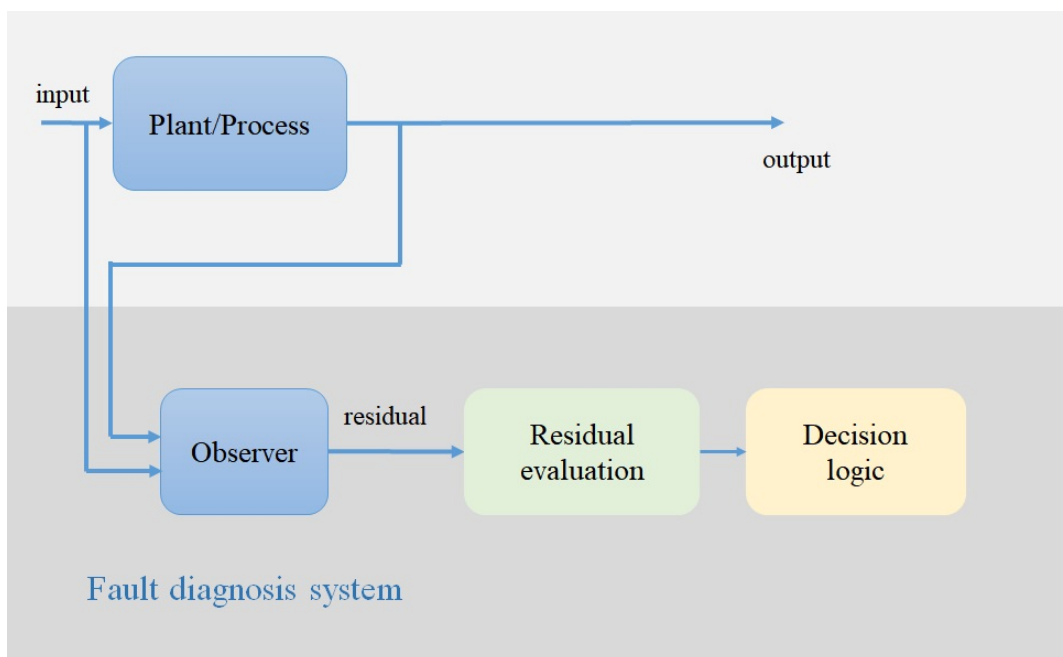 input
Plant/Process
output
Observer
residual
Residual
evaluation
Decision
logic
Fault diagnosis system